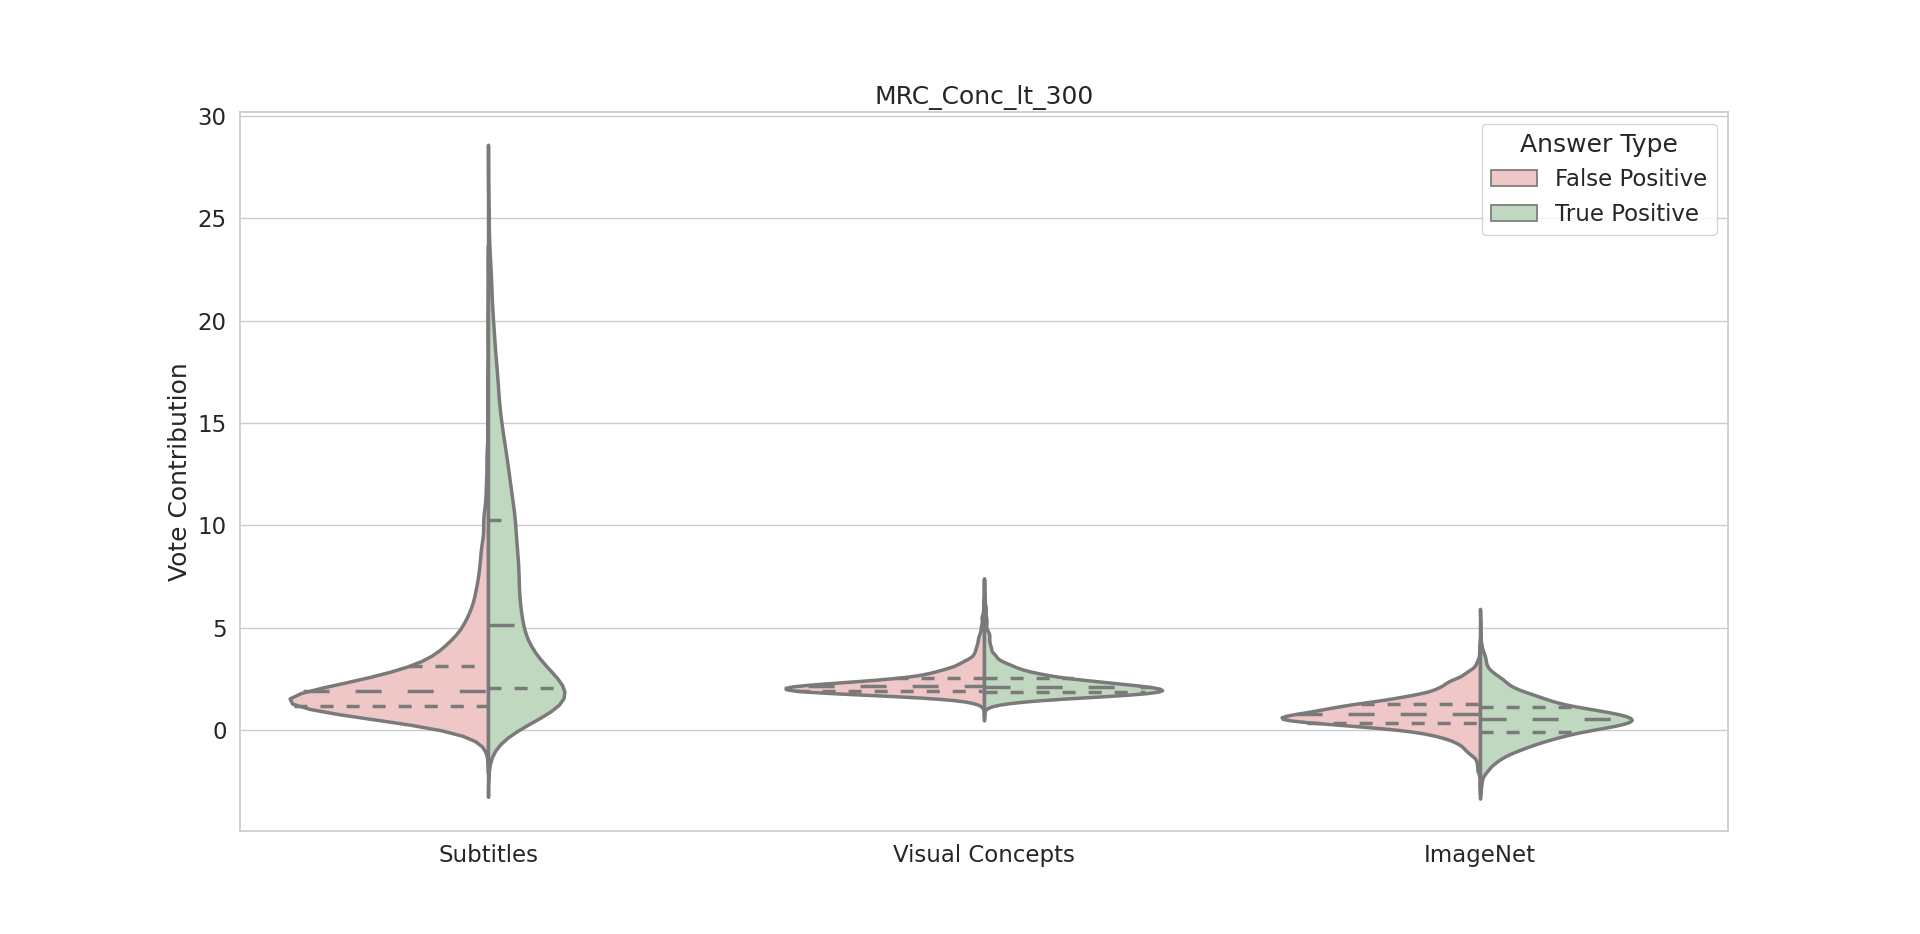 MRC_Conc_lt_300
30
25
20
15
10
5
0
Vote Contribution
Answer Type
False Positive
True Positive
Subtitles
Visual Concepts
ImageNet